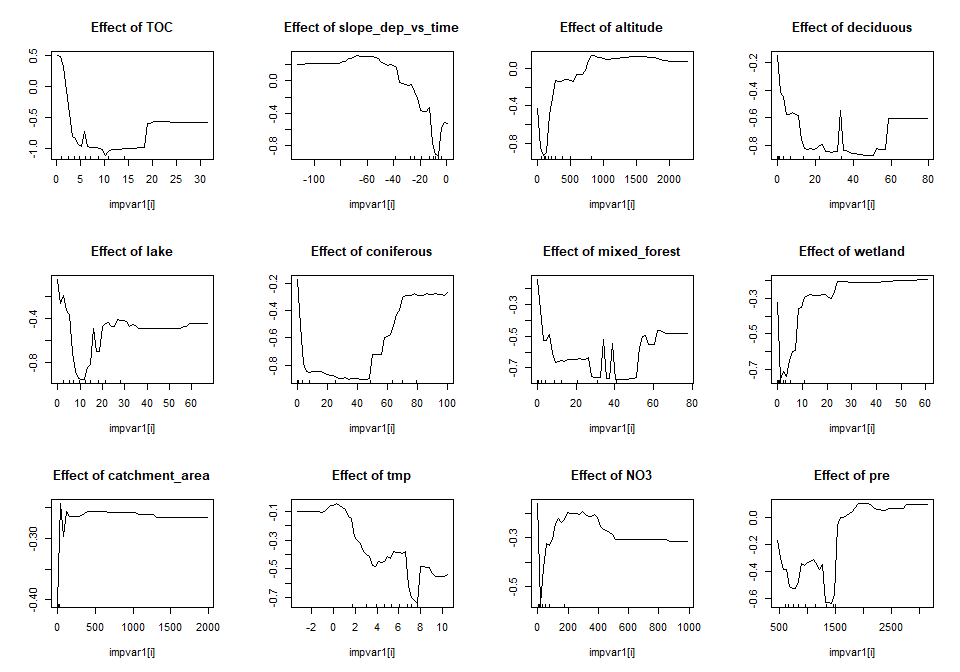 Effect of TOC
0.5
0.0
-0.5
-1.0
0 5 10 15 20 25 30
impvar1[i]
Effect of slope_dep_vs_time
0.0
-0.4
-0.8
-100 -60 -40 -20 0
impvar1[i]
Effect of altitude
0.0
-0.4
-0.8
0 500 1000 2000
impvar1[i]
Effect of deciduous
-0.2
-0.4
-0.6
-0.8
0 20 40 60 80
impvar1[i]
Effect of lake
-0.4
-0.8
0 10 20 30 40 50 60
impvar1[i]
Effect of coniferous
-0.2
-0.4
-0.6
-0.8
0 20 40 60 80 100
impvar1[i]
Effect of mixed_forest
-0.3
-0.5
-0.7
0 20 40 60 80
impvar1[i]
Effect of wetland
-0.3
-0.5
-0.7
0 10 20 30 40 50 60
impvar1[i]
Effect of catchment_area
-0.30
-0.40
0 500 1000 2000
impvar1[i]
Effect of tmp
-0.1
-0.3
-0.5
-0.7
-2 0 2 4 6 8 10
impvar1[i]
Effect of NO3
-0.3
-0.5
0 200 400 600 800 1000
impvar1[i]
Effect of pre
0.0
-0.2
-0.4
-0.6
500 1500 2500
impvar1[i]